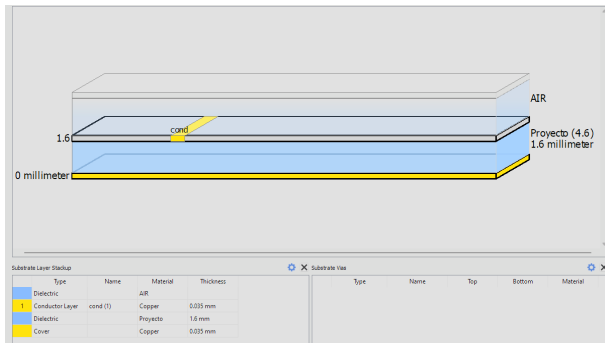 AIR
cond
1.6
Proyecto (4.6)
1.6 millimeter
0 millimeter
Substrate Layer Stackup
Type Name Material Thickness
Dielectric AIR
1 Conductor Layer cond (1) Copper 0.035 mm
Dielectric Proyecto 1.6 mm
Cover Copper 0.035 mm
Substrate Vias
Type Name Top Bottom Material